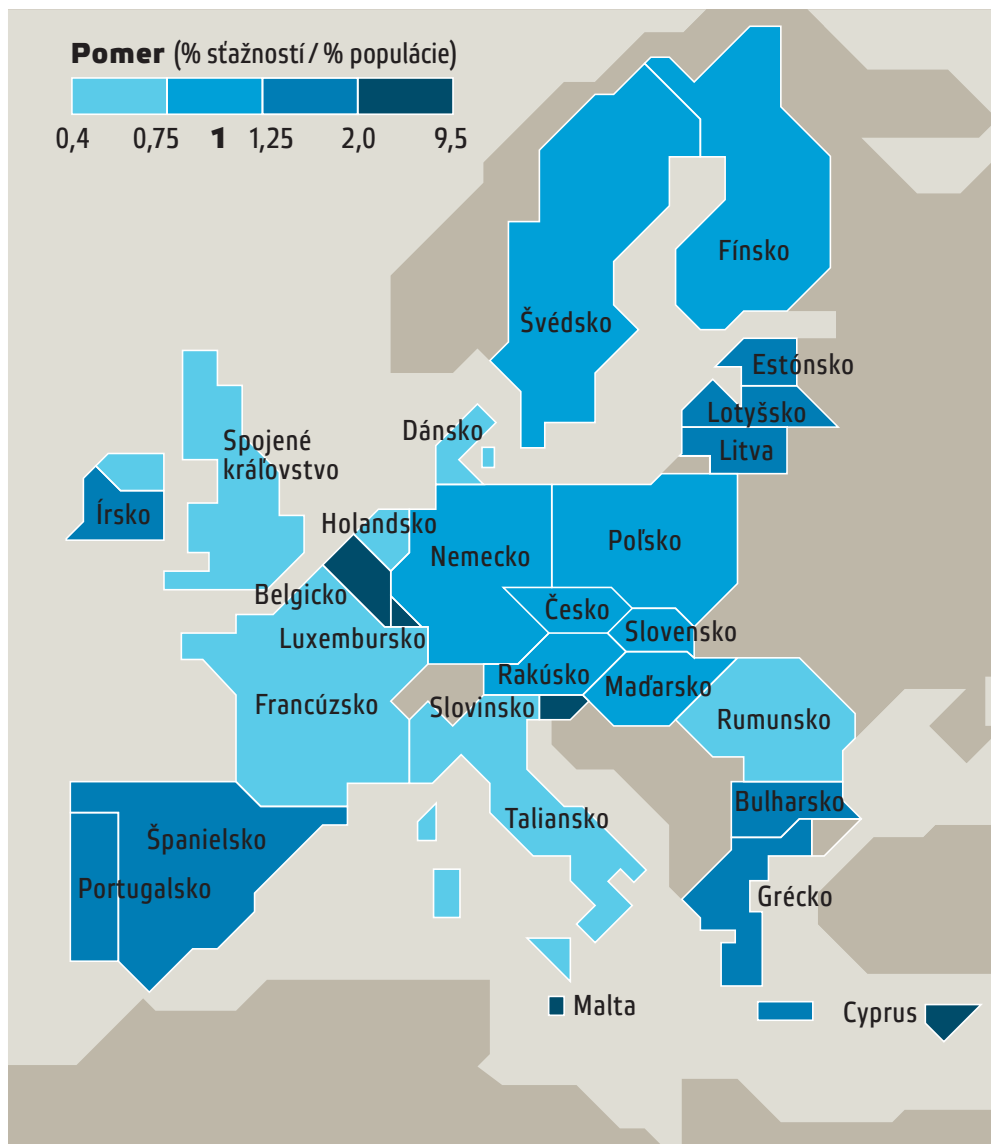 Pomer (% sťažností / % populácie)
0,4 0,75 1 1,25 2,0 9,5
Fínsko
Švédsko
Estónsko
Lotyšsko
Litva
Dánsko
Spojené
kráľovstvo
Írsko
Holandsko
Nemecko
Poľsko
Belgicko
Česko
Luxembursko
Slovensko
Rakúsko
Maďarsko
Francúzsko
Slovinsko
Rumunsko
Bulharsko
Taliansko
Španielsko
Portugalsko
Grécko
Malta
Cyprus